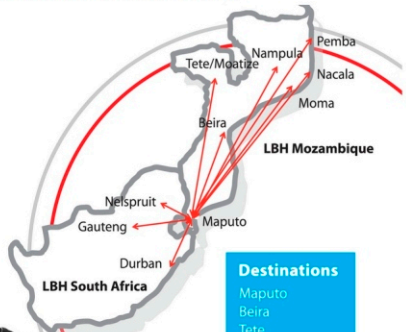 Pemba
Nampula
Tete/Moatize
Nacala
Moma
Beira
LBH Mozambique
Nelspruit
Maputo
Gauteng
Durban
LBH South Africa
Destinations
Maputo
Beira
Tete